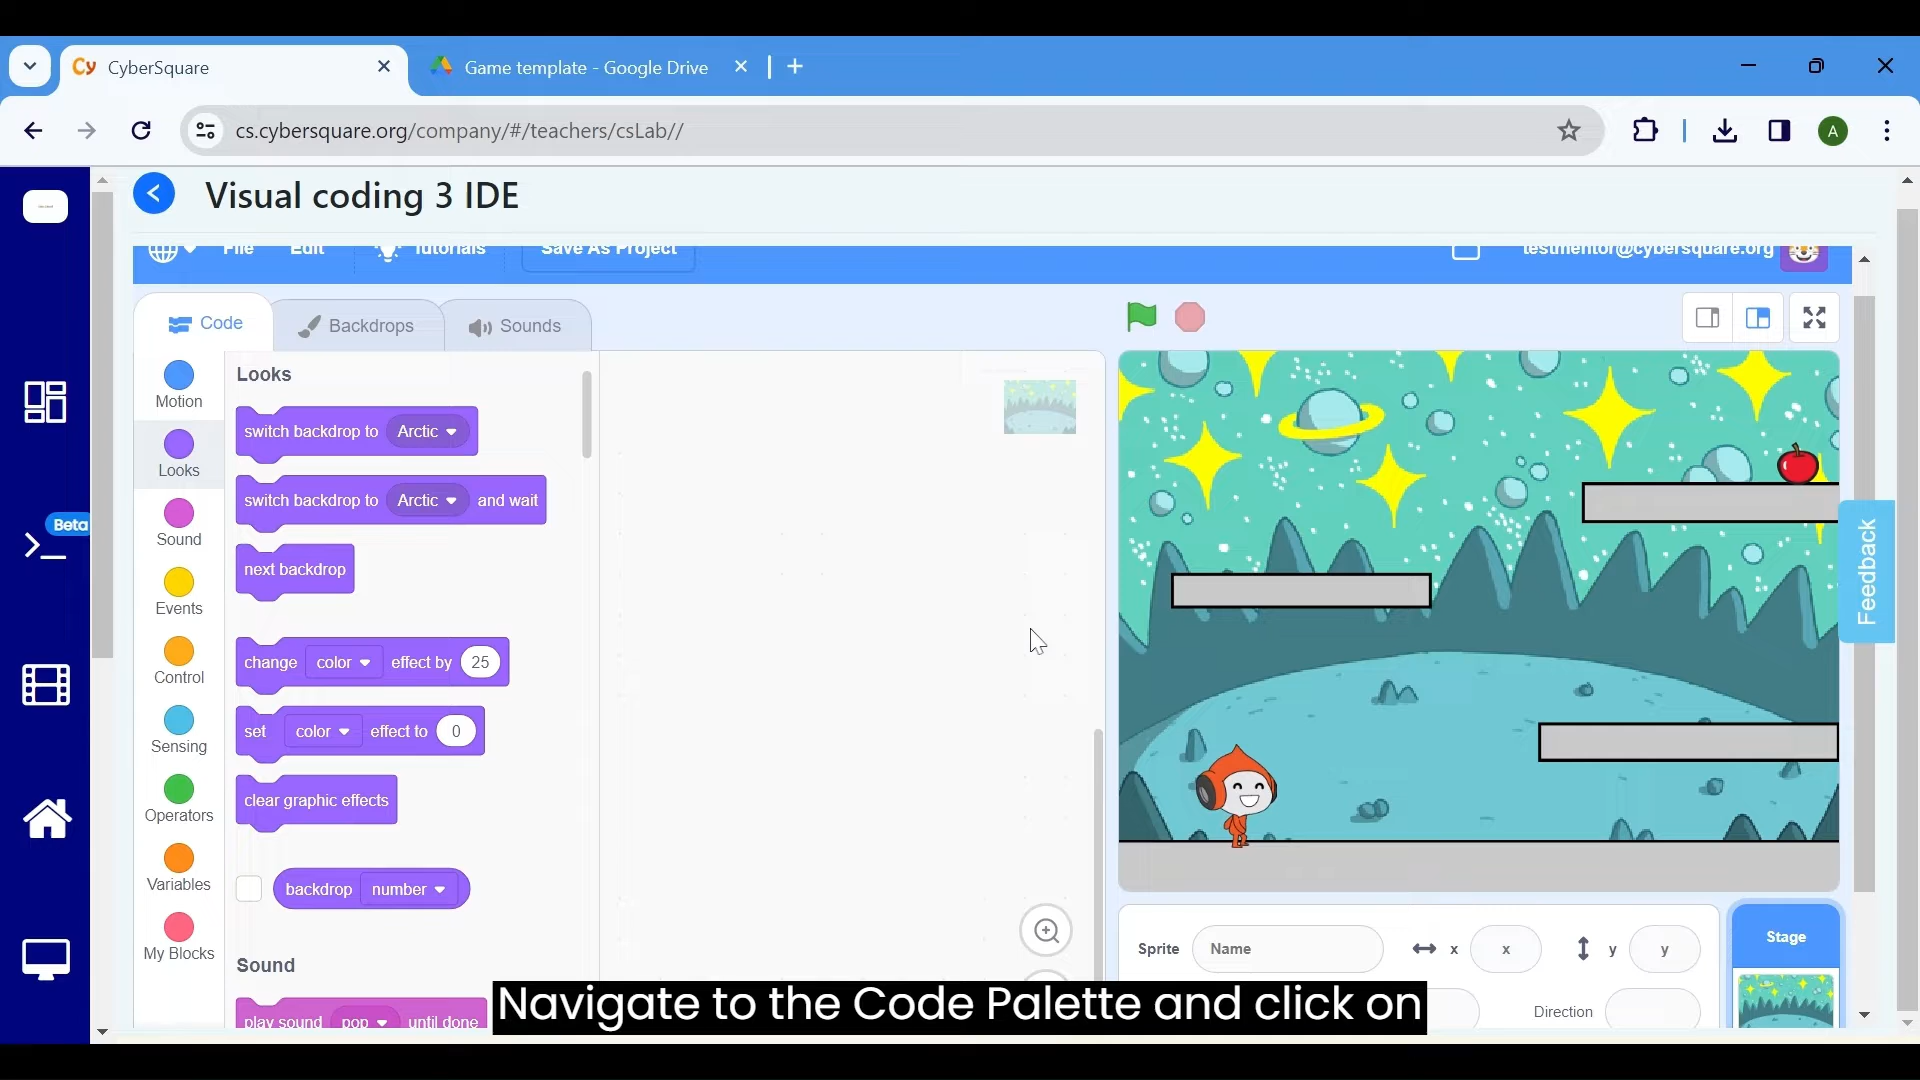 CyberSquare
Game template - Google Drive
cs.cybersquare.org/company/#/teachers/csLab//
A
Visual coding 3 IDE
File
Edit
Tutorials
Save As Project
testmentor@cybersquare.org
Code
Backdrops
Sounds
Motion
Looks
Sound
Events
Control
Sensing
Operators
Variables
My Blocks
Beta
Looks
switch backdrop to Arctic
switch backdrop to Arctic and wait
next backdrop
change color effect by 25
set color effect to 0
clear graphic effects
backdrop number
Sound
play sound pop until done
Feedback
Sprite Name x x y y
Direction
Stage
Navigate to the Code Palette and click on